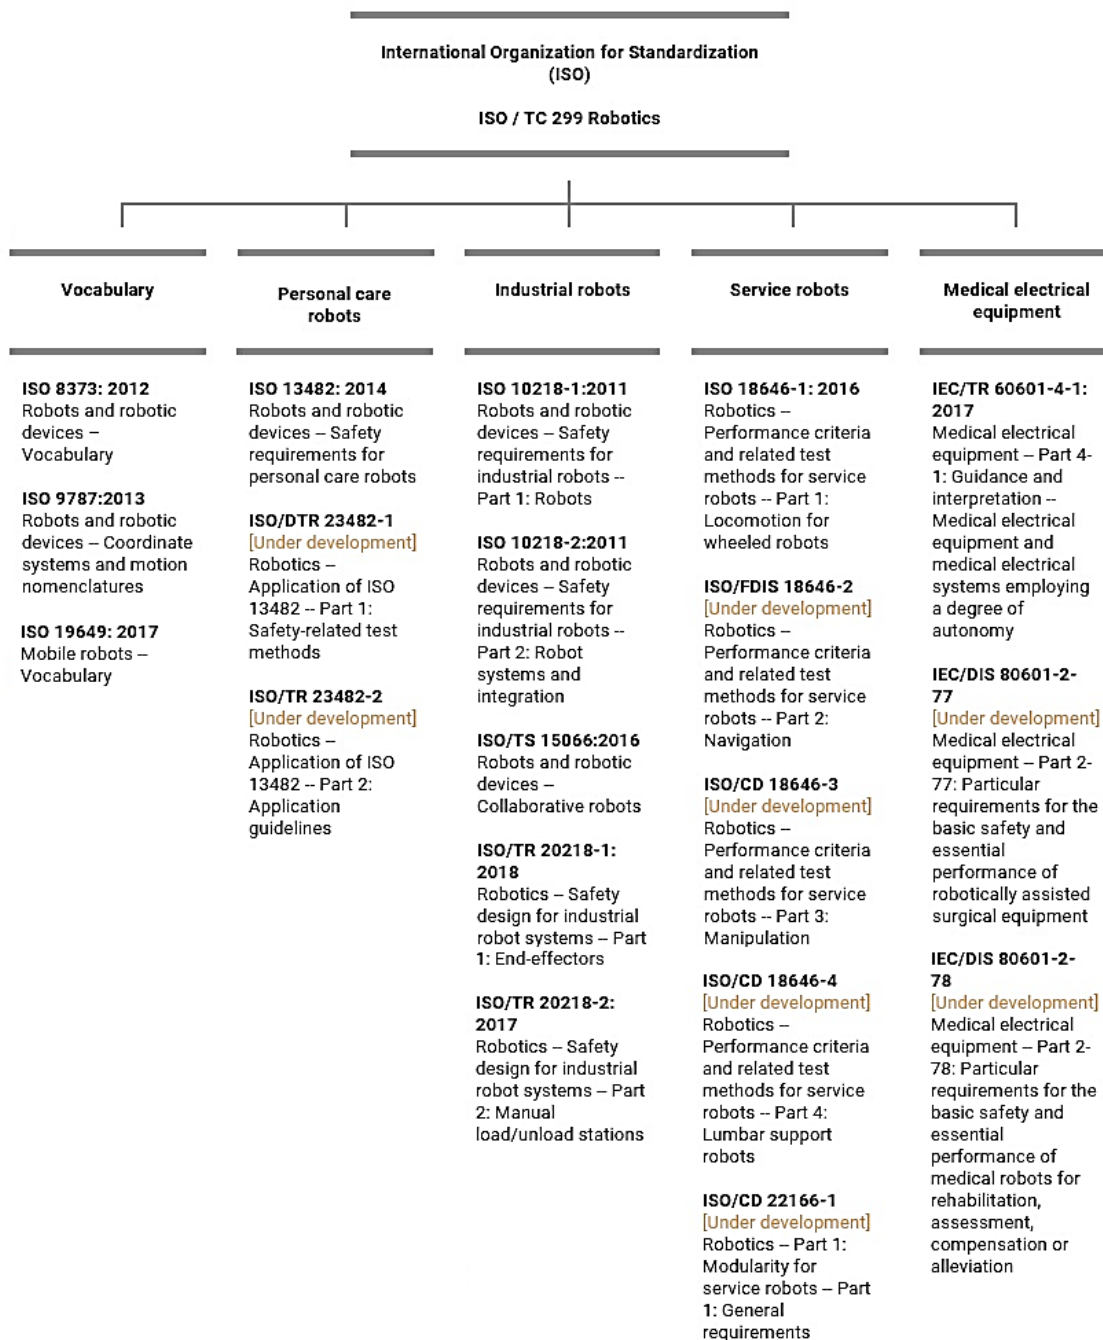 International Organization for Standardization
(ISO)
ISO / TC 299 Robotics
Vocabulary
Personal care
robots
Industrial robots
Service robots
Medical electrical
equipment
ISO 8373: 2012
Robots and robotic
devices –
Vocabulary
ISO 9787:2013
Robots and robotic
devices – Coordinate
systems and motion
nomenclatures
ISO 19649: 2017
Mobile robots –
Vocabulary
ISO 13482: 2014
Robots and robotic
devices – Safety
requirements for
personal care robots
ISO/DTR 23482-1
[Under development]
Robotics –
Application of ISO
13482 -- Part 1:
Safety-related test
methods
ISO/TR 23482-2
[Under development]
Robotics –
Application of ISO
13482 -- Part 2:
Application
guidelines
ISO 10218-1:2011
Robots and robotic
devices – Safety
requirements for
industrial robots --
Part 1: Robots
ISO 10218-2:2011
Robots and robotic
devices – Safety
requirements for
industrial robots --
Part 2: Robot
systems and
integration
ISO/TS 15066:2016
Robots and robotic
devices –
Collaborative robots
ISO/TR 20218-1:
2018
Robotics – Safety
design for industrial
robot systems – Part
1: End-effectors
ISO/TR 20218-2:
2017
Robotics – Safety
design for industrial
robot systems – Part
2: Manual
load/unload stations
ISO 18646-1: 2016
Robotics –
Performance criteria
and related test
methods for service
robots -- Part 1:
Locomotion for
wheeled robots
ISO/FDIS 18646-2
[Under development]
Robotics –
Performance criteria
and related test
methods for service
robots -- Part 2:
Navigation
ISO/CD 18646-3
[Under development]
Robotics –
Performance criteria
and related test
methods for service
robots -- Part 3:
Manipulation
ISO/CD 18646-4
[Under development]
Robotics –
Performance criteria
and related test
methods for service
robots -- Part 4:
Lumbar support
robots
ISO/CD 22166-1
[Under development]
Robotics – Part 1:
Modularity for
service robots – Part
1: General
requirements
IEC/TR 60601-4-1:
2017
Medical electrical
equipment – Part 4-
1: Guidance and
interpretation --
Medical electrical
equipment and
medical electrical
systems employing
a degree of
autonomy
IEC/DIS 80601-2-
77
[Under development]
Medical electrical
equipment – Part 2-
77: Particular
requirements for the
basic safety and
essential
performance of
robotically assisted
surgical equipment
IEC/DIS 80601-2-
78
[Under development]
Medical electrical
equipment – Part 2-
78: Particular
requirements for the
basic safety and
essential
performance of
medical robots for
rehabilitation,
assessment,
compensation or
alleviation